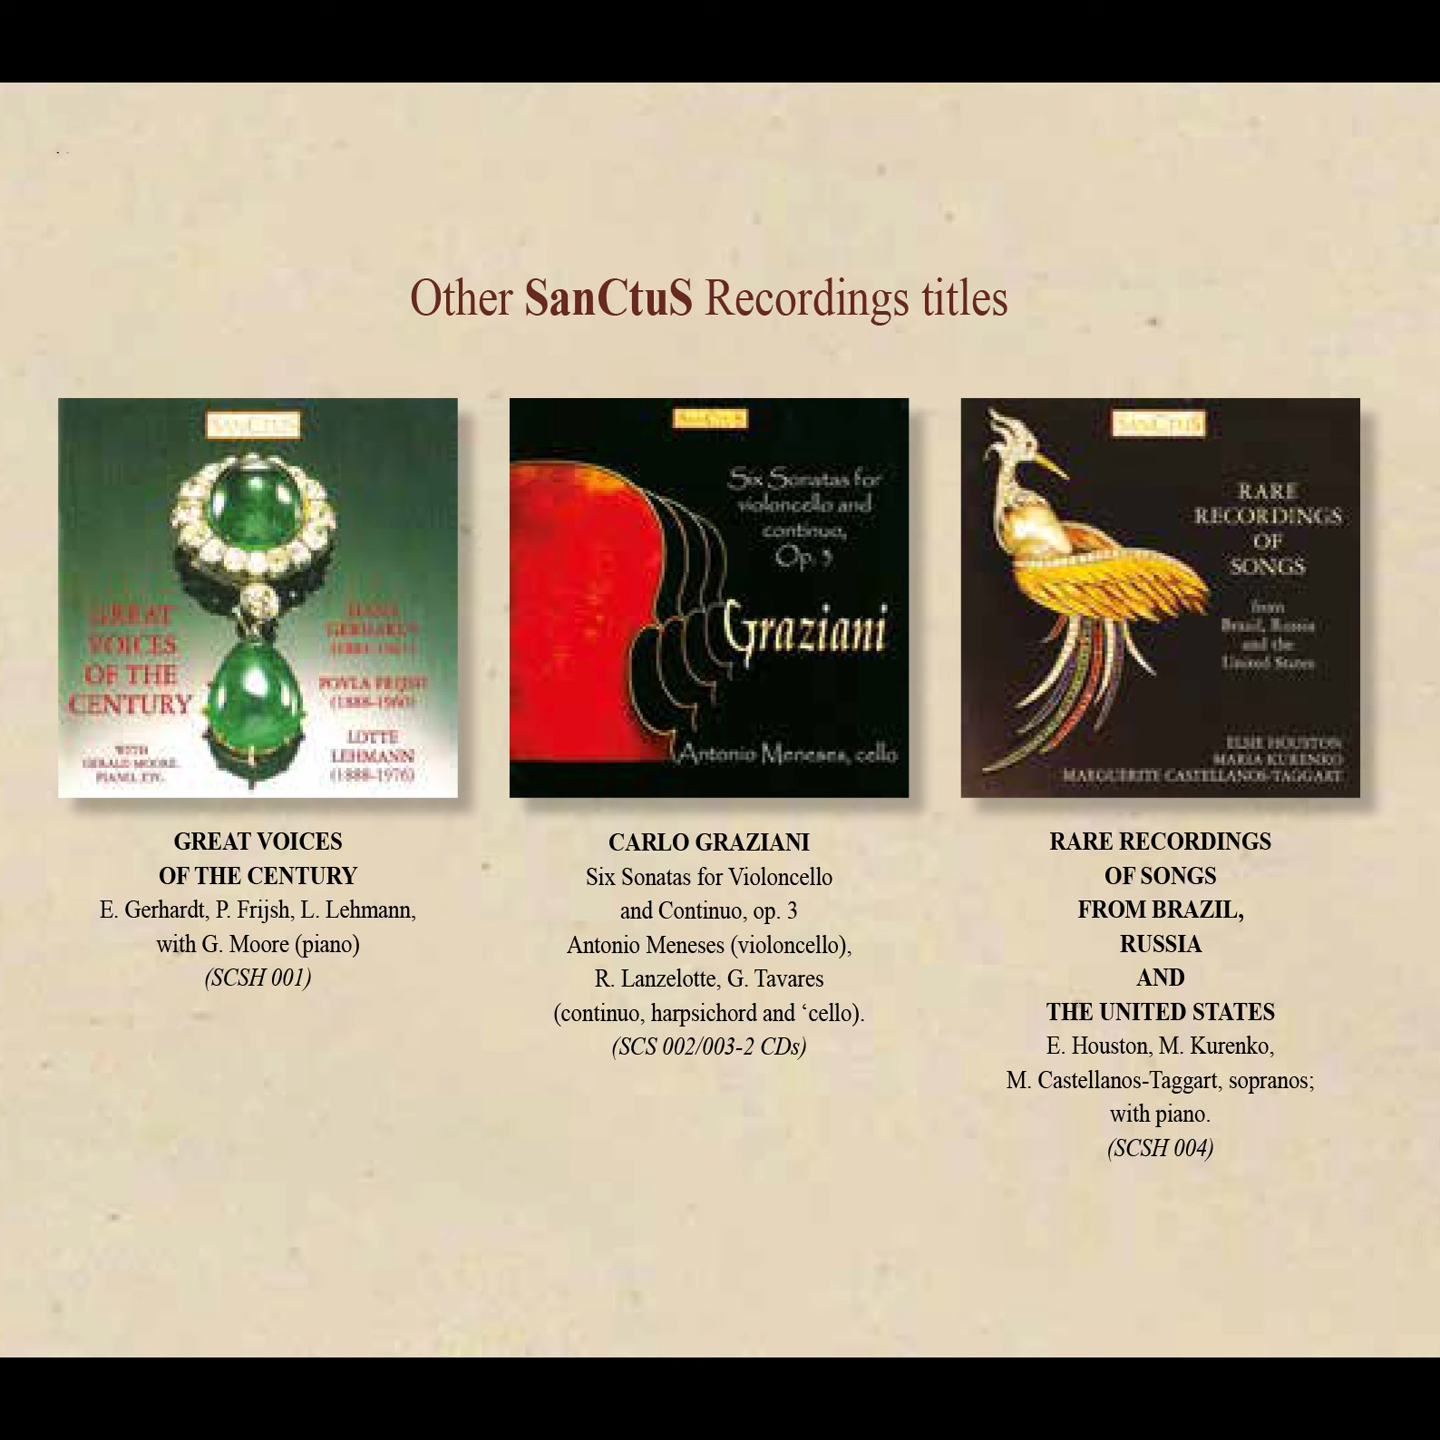 Other SanCtuS Recordings titles
SANCTUS
GREAT
VOICES
OF THE
CENTURY
WITH
GERALD MOORE,
PIANO, ETC.
POVLA FRIJSH
(1888-1960)
LOTTE
LEHMANN
(1888-1976)
GREAT VOICES
OF THE CENTURY
E. Gerhardt, P. Frijsh, L. Lehmann,
with G. Moore (piano)
(SCSH 001)
Six Sonatas for
violoncello and
continuo,
Op. 3
Graziani
Antonio Meneses, cello
CARLO GRAZIANI
Six Sonatas for Violoncello
and Continuo, op. 3
Antonio Meneses (violoncello),
R. Lanzelotte, G. Tavares
(continuo, harpsichord and ‘cello).
(SCS 002/003-2 CDs)
SANCTUS
RARE
RECORDINGS
OF
SONGS
from
Brazil, Russia
and the
United States
ELSIE HOUSTON
MARIA KURENKO
MARGUERITE CASTELLANOS-TAGGART
RARE RECORDINGS
OF SONGS
FROM BRAZIL,
RUSSIA
AND
THE UNITED STATES
E. Houston, M. Kurenko,
M. Castellanos-Taggart, sopranos;
with piano.
(SCSH 004)